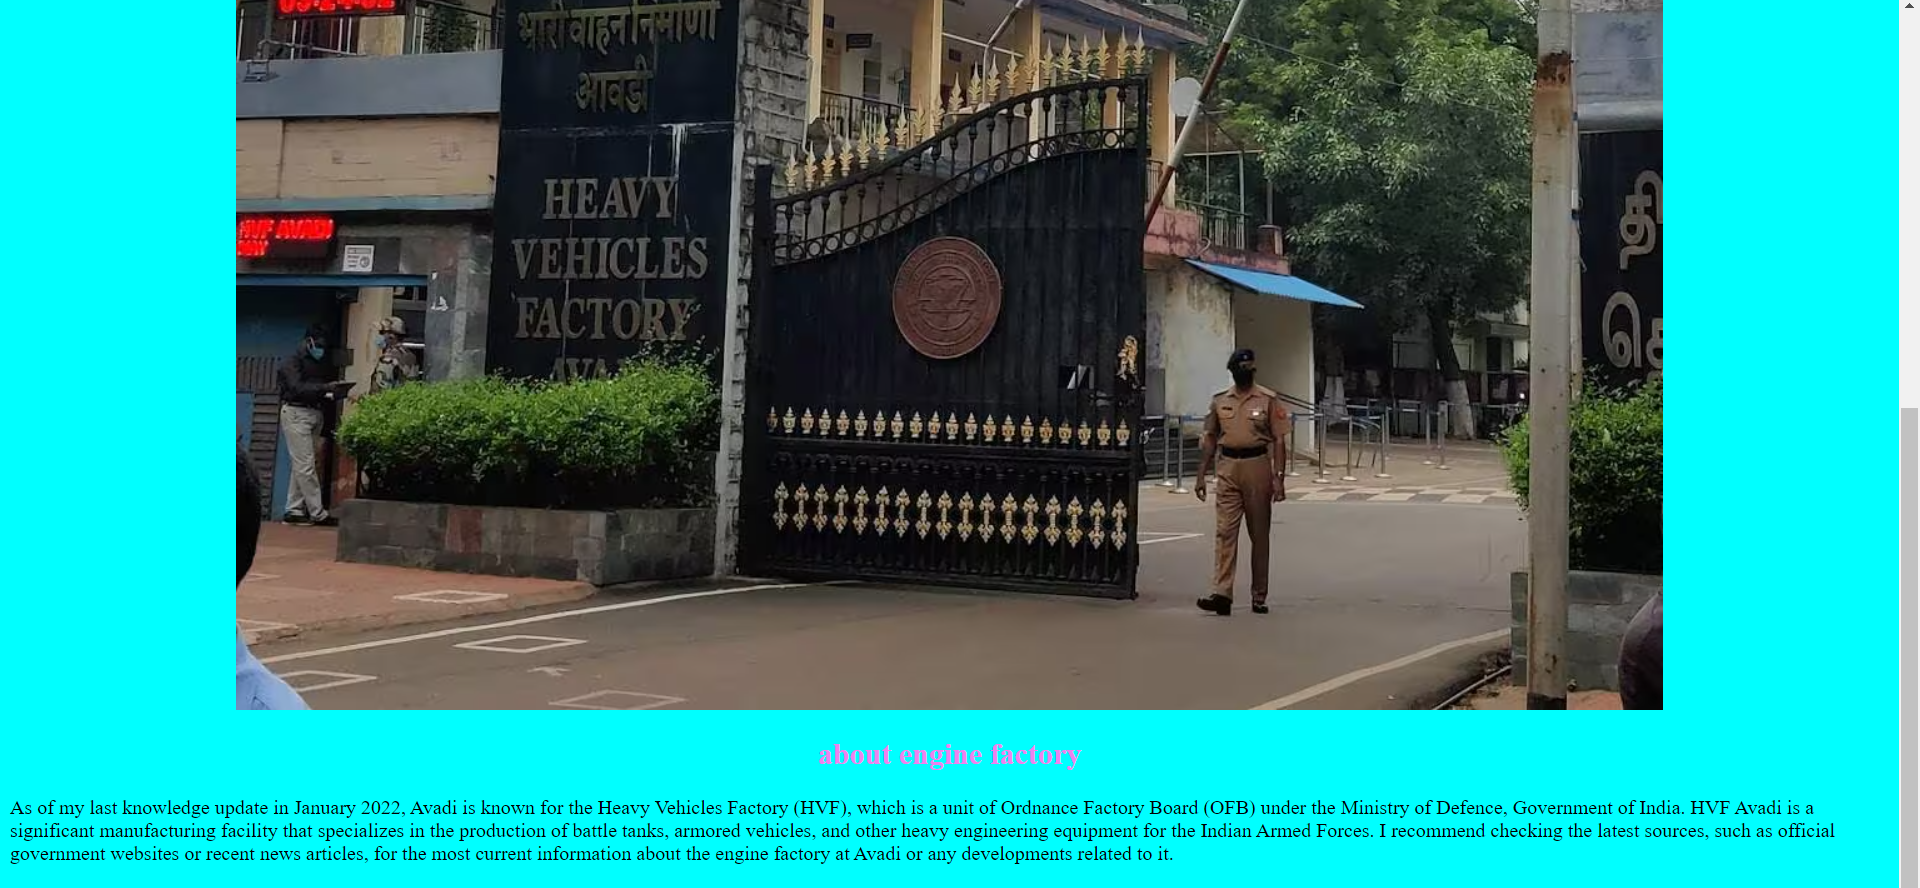 भारी वाहन निर्माणी
आवडी
HEAVY
VEHICLES
FACTORY
HVF AVADI
தி
about engine factory
As of my last knowledge update in January 2022, Avadi is known for the Heavy Vehicles Factory (HVF), which is a unit of Ordnance Factory Board (OFB) under the Ministry of Defence, Government of India. HVF Avadi is a
significant manufacturing facility that specializes in the production of battle tanks, armored vehicles, and other heavy engineering equipment for the Indian Armed Forces. I recommend checking the latest sources, such as official
government websites or recent news articles, for the most current information about the engine factory at Avadi or any developments related to it.